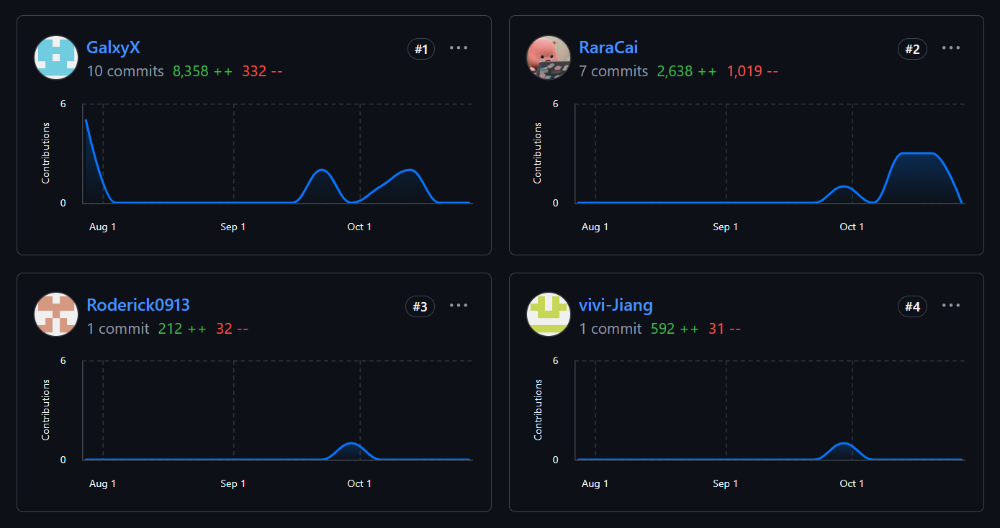 GalxyX
#1
10 commits 8,358 ++ 332 --
6
Contributions
0
Aug 1 Sep 1 Oct 1
RaraCai
#2
7 commits 2,638 ++ 1,019 --
6
Contributions
0
Aug 1 Sep 1 Oct 1
Roderick0913
#3
1 commit 212 ++ 32 --
6
Contributions
0
Aug 1 Sep 1 Oct 1
vivi-Jiang
#4
1 commit 592 ++ 31 --
6
Contributions
0
Aug 1 Sep 1 Oct 1